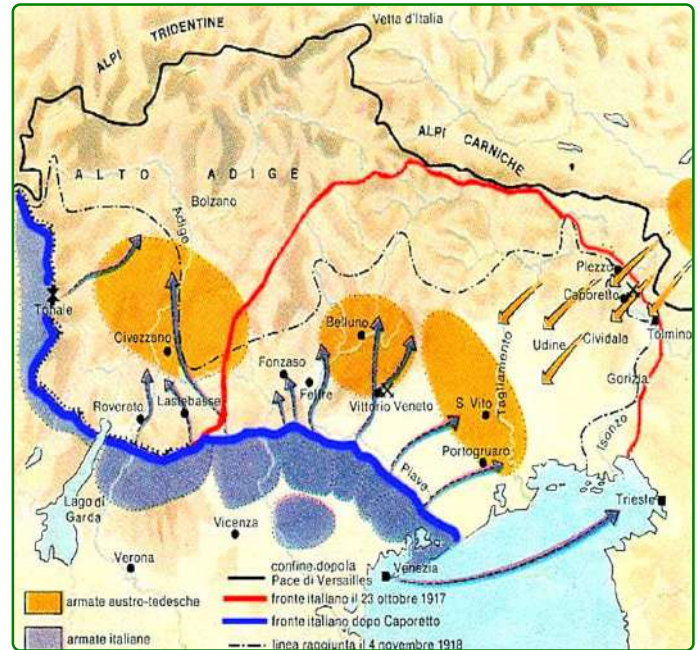 Vetta d'Italia
ALPI TRIDENTINE
ALPI CARNICHE
ALTO ADIGE
Bolzano
Adige
Plezzo
Caporetto
Tolmino
Tonale
Belluno
Tagliamento
Udine
Cividale
Civezzano
Fonzaso
Feltre
Gorizia
Rovereto
Lastebasse
Vittorio Veneto
S. Vito
Isonzo
Portogruaro
Piave
Trieste
Lago di
Garda
Vicenza
Verona
Venezia
confine dopo la
Pace di Versailles
armate austro-tedesche
fronte italiano il 23 ottobre 1917
fronte italiano dopo Caporetto
armate italiane
linea raggiunta il 4 novembre 1918